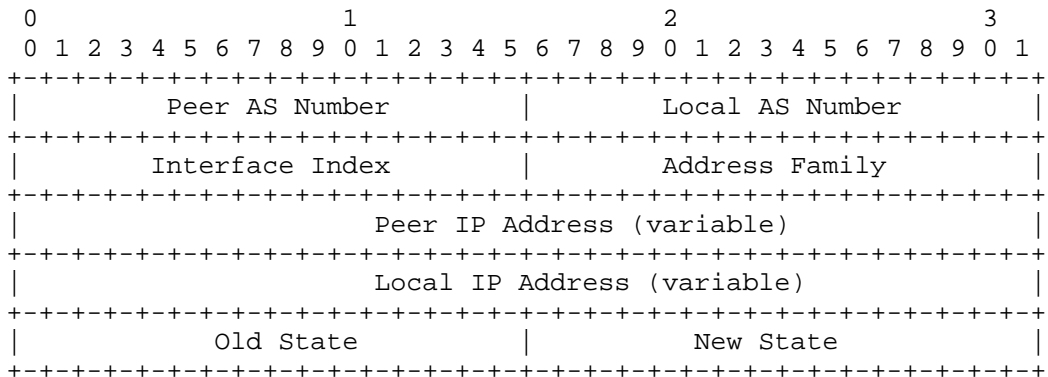 0                   1                   2                   3
 0 1 2 3 4 5 6 7 8 9 0 1 2 3 4 5 6 7 8 9 0 1 2 3 4 5 6 7 8 9 0 1
+-+-+-+-+-+-+-+-+-+-+-+-+-+-+-+-+-+-+-+-+-+-+-+-+-+-+-+-+-+-+-+-+
|         Peer AS Number        |        Local AS Number        |
+-+-+-+-+-+-+-+-+-+-+-+-+-+-+-+-+-+-+-+-+-+-+-+-+-+-+-+-+-+-+-+-+
|        Interface Index        |        Address Family         |
+-+-+-+-+-+-+-+-+-+-+-+-+-+-+-+-+-+-+-+-+-+-+-+-+-+-+-+-+-+-+-+-+
|                      Peer IP Address (variable)               |
+-+-+-+-+-+-+-+-+-+-+-+-+-+-+-+-+-+-+-+-+-+-+-+-+-+-+-+-+-+-+-+-+
|                      Local IP Address (variable)              |
+-+-+-+-+-+-+-+-+-+-+-+-+-+-+-+-+-+-+-+-+-+-+-+-+-+-+-+-+-+-+-+-+
|            Old State          |          New State            |
+-+-+-+-+-+-+-+-+-+-+-+-+-+-+-+-+-+-+-+-+-+-+-+-+-+-+-+-+-+-+-+-+